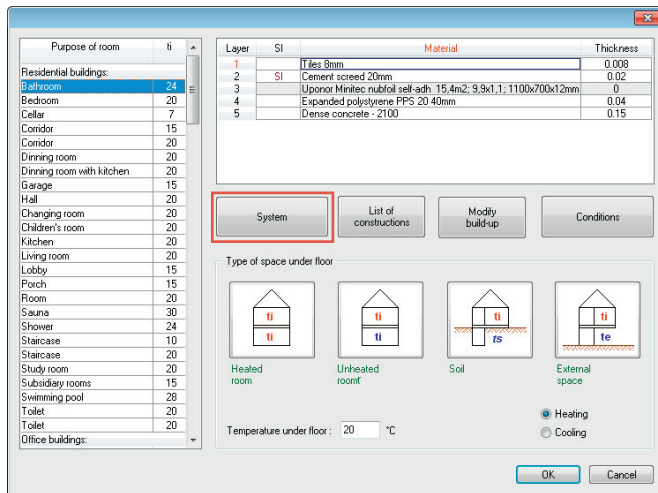 Purpose of room ti
Residential buildings:
Bathroom 24
Bedroom 20
Cellar 7
Corridor 15
Corridor 20
Dinning room 20
Dinning room with kitchen 20
Garage 15
Hall 20
Changing room 20
Children's room 20
Kitchen 20
Living room 20
Lobby 15
Porch 15
Room 20
Sauna 30
Shower 24
Staircase 10
Staircase 20
Study room 20
Subsidiary rooms 15
Swimming pool 28
Toilet 20
Toilet 20
Office buildings:
Layer SI Material Thickness
1 Tiles 8mm 0.008
2 SI Cement screed 20mm 0.02
3 Uponor Minitec nubfoil self-adh 15,4m2; 9,9x1,1; 1100x700x12mm 0
4 Expanded polystyrene PPS 20 40mm 0.04
5 Dense concrete - 2100 0.15
System
List of
constructions
Modify
build-up
Conditions
Type of space under floor
ti
ti
Heated
room
ti
ti
Unheated
roomť
ti
ts
Soil
ti
te
External
space
Temperature under floor : 20 °C
Heating
Cooling
OK Cancel